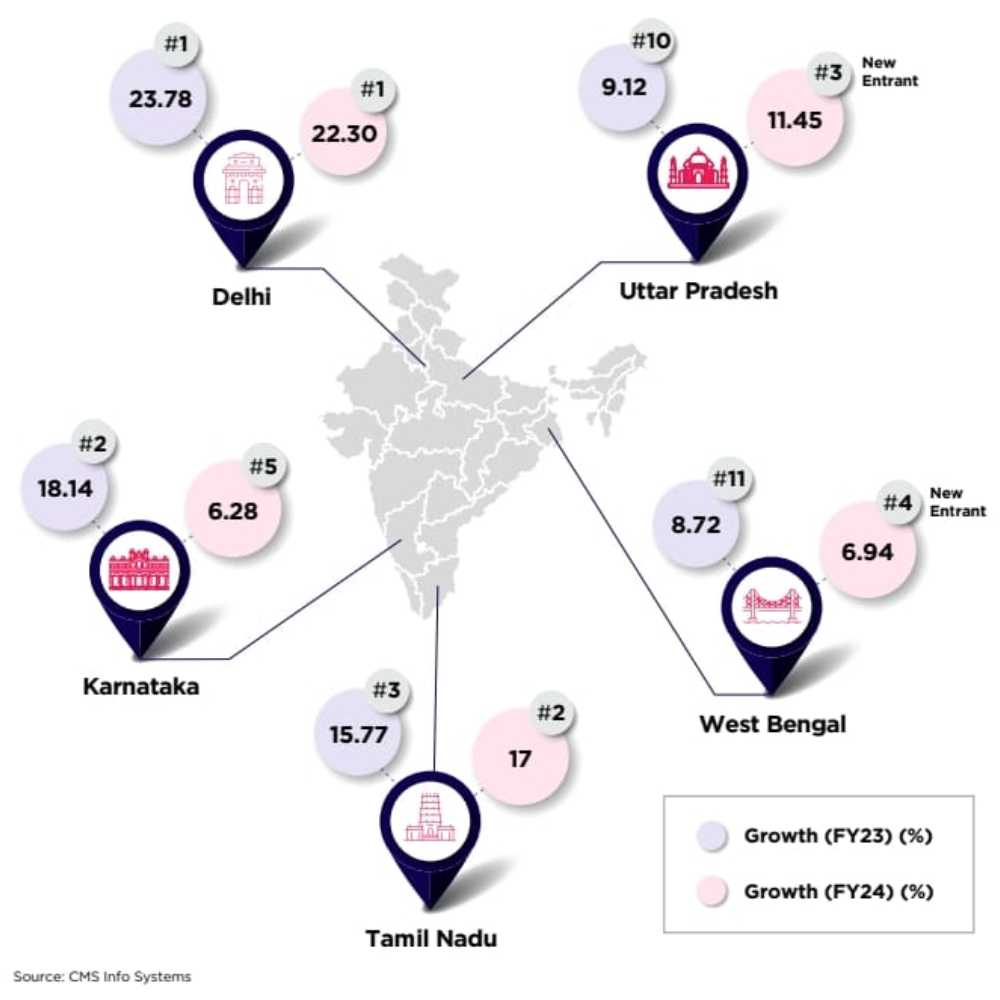 #1
23.78
#1
22.30
Delhi
#10
9.12
#3
New
Entrant
11.45
Uttar Pradesh
#2
18.14
#5
6.28
Karnataka
#11
8.72
#4
New
Entrant
6.94
West Bengal
#3
15.77
#2
17
Tamil Nadu
Growth (FY23) (%)
Growth (FY24) (%)
Source: CMS Info Systems